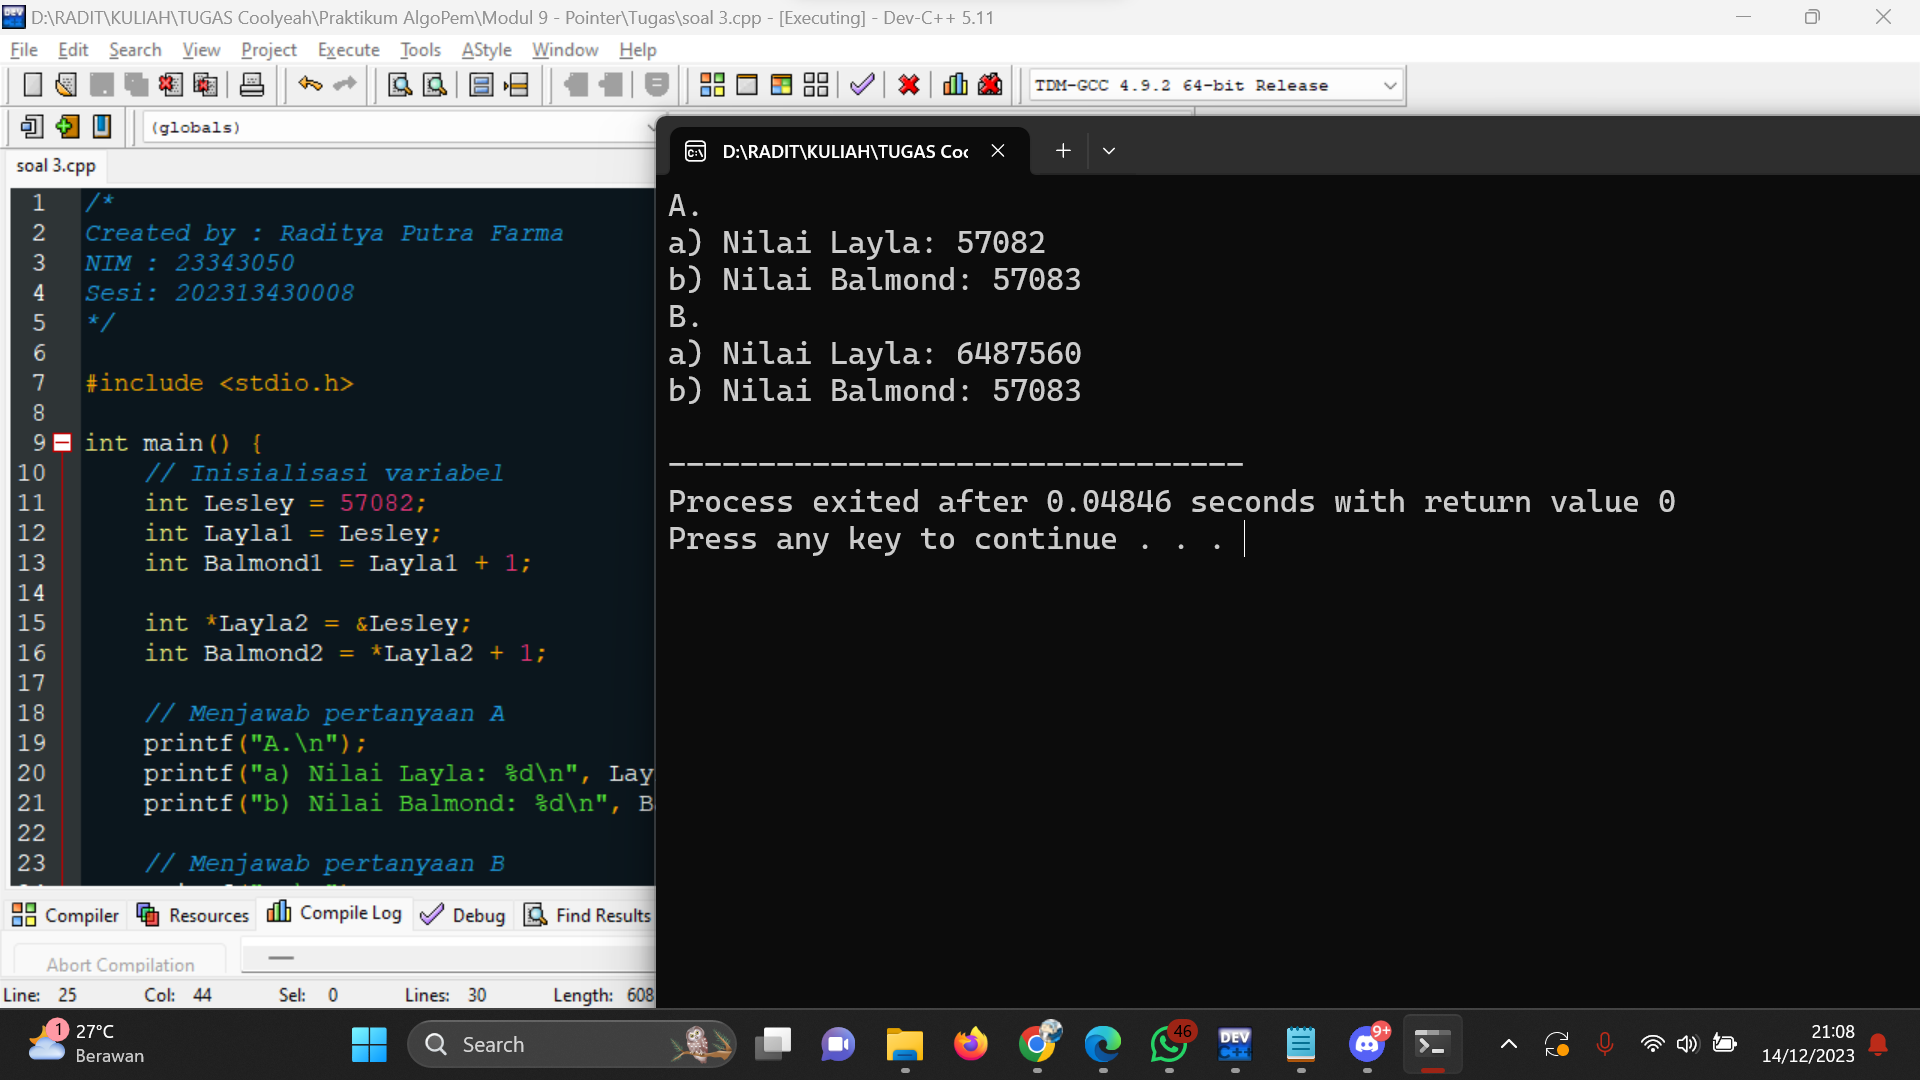 D:\RADIT\KULIAH\TUGAS Coolyeah\Praktikum AlgoPem\Modul 9 - Pointer\Tugas\soal 3.cpp - [Executing] - Dev-C++ 5.11
File Edit Search View Project Execute Tools AStyle Window Help
TDM-GCC 4.9.2 64-bit Release
(globals)
soal 3.cpp
1 /*
2 Created by : Raditya Putra Farma
3 NIM : 23343050
4 Sesi: 202313430008
5 */
6
7 #include <stdio.h>
8
9 int main() {
10 // Inisialisasi variabel
11 int Lesley = 57082;
12 int Layla1 = Lesley;
13 int Balmond1 = Layla1 + 1;
14
15 int *Layla2 = &Lesley;
16 int Balmond2 = *Layla2 + 1;
17
18 // Menjawab pertanyaan A
19 printf("A.\n");
20 printf("a) Nilai Layla: %d\n", Lay
21 printf("b) Nilai Balmond: %d\n", B
22
23 // Menjawab pertanyaan B
D:\RADIT\KULIAH\TUGAS Coc
A.
a) Nilai Layla: 57082
b) Nilai Balmond: 57083
B.
a) Nilai Layla: 6487560
b) Nilai Balmond: 57083
--------------------------------
Process exited after 0.04846 seconds with return value 0
Press any key to continue . . .
Compiler Resources Compile Log Debug Find Results
Abort Compilation
Line: 25 Col: 44 Sel: 0 Lines: 30 Length: 608
1
27°C
Berawan
Search
46
DEV
C++
9+
21:08
14/12/2023